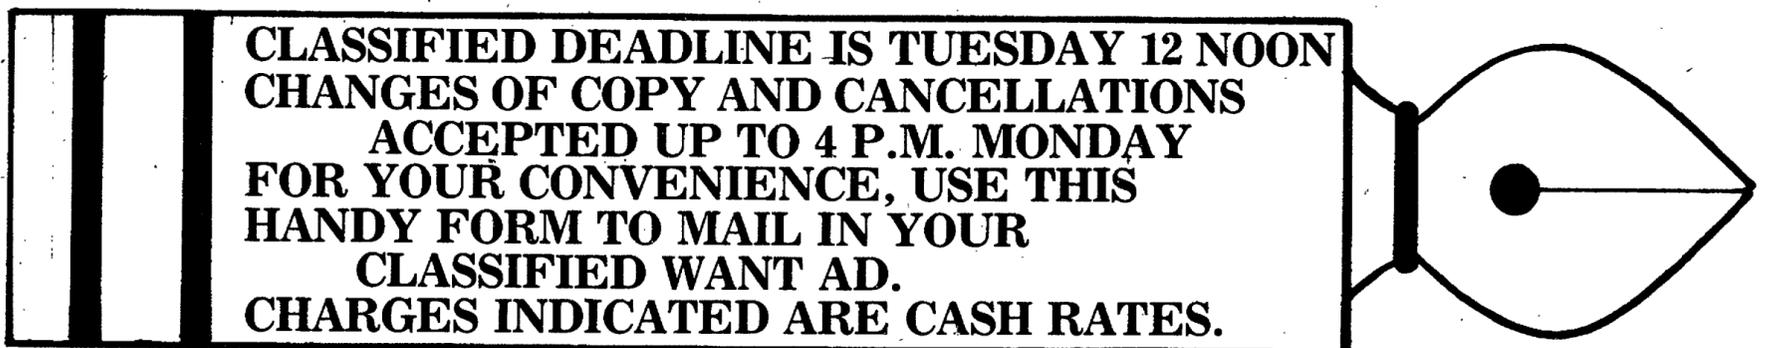 CLASSIFIED DEADLINE IS TUESDAY 12 NOON
CHANGES OF COPY AND CANCELLATIONS
ACCEPTED UP TO 4 P.M. MONDAY
FOR YOUR CONVENIENCE, USE THIS
HANDY FORM TO MAIL IN YOUR
CLASSIFIED WANT AD.
CHARGES INDICATED ARE CASH RATES.